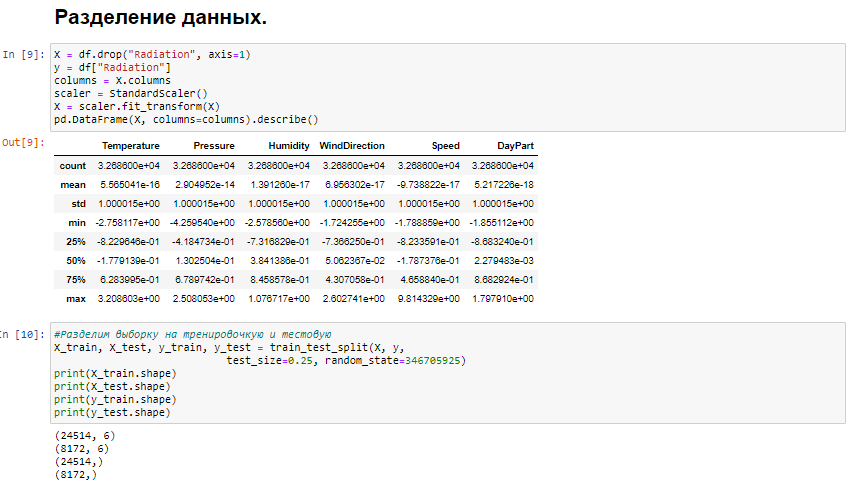 Разделение данных.
In [9]: X = df.drop("Radiation", axis=1)
y = df["Radiation"]
columns = X.columns
scaler = StandardScaler()
X = scaler.fit_transform(X)
pd.DataFrame(X, columns=columns).describe()
Out[9]:
Temperature Pressure Humidity WindDirection Speed DayPart
count 3.268600e+04 3.268600e+04 3.268600e+04 3.268600e+04 3.268600e+04 3.268600e+04
mean 5.565041e-16 2.904952e-14 1.391260e-17 6.956302e-17 -9.738822e-17 5.217226e-18
std 1.000015e+00 1.000015e+00 1.000015e+00 1.000015e+00 1.000015e+00 1.000015e+00
min -2.758117e+00 -4.259540e+00 -2.578560e+00 -1.724255e+00 -1.788859e+00 -1.855112e+00
25% -8.229646e-01 -4.184734e-01 -7.316829e-01 -7.366250e-01 -8.233591e-01 -8.683240e-01
50% -1.779139e-01 1.302504e-01 3.841386e-01 5.062367e-02 -1.787376e-01 2.279483e-03
75% 6.283995e-01 6.789742e-01 8.458578e-01 4.307058e-01 4.658840e-01 8.682924e-01
max 3.208603e+00 2.508053e+00 1.076717e+00 2.602741e+00 9.814329e+00 1.797910e+00
n [10]: #Разделим выборку на тренировочкую и тестовую
X_train, X_test, y_train, y_test = train_test_split(X, y,
test_size=0.25, random_state=346705925)
print(X_train.shape)
print(X_test.shape)
print(y_train.shape)
print(y_test.shape)
(24514, 6)
(8172, 6)
(24514,)
(8172,)